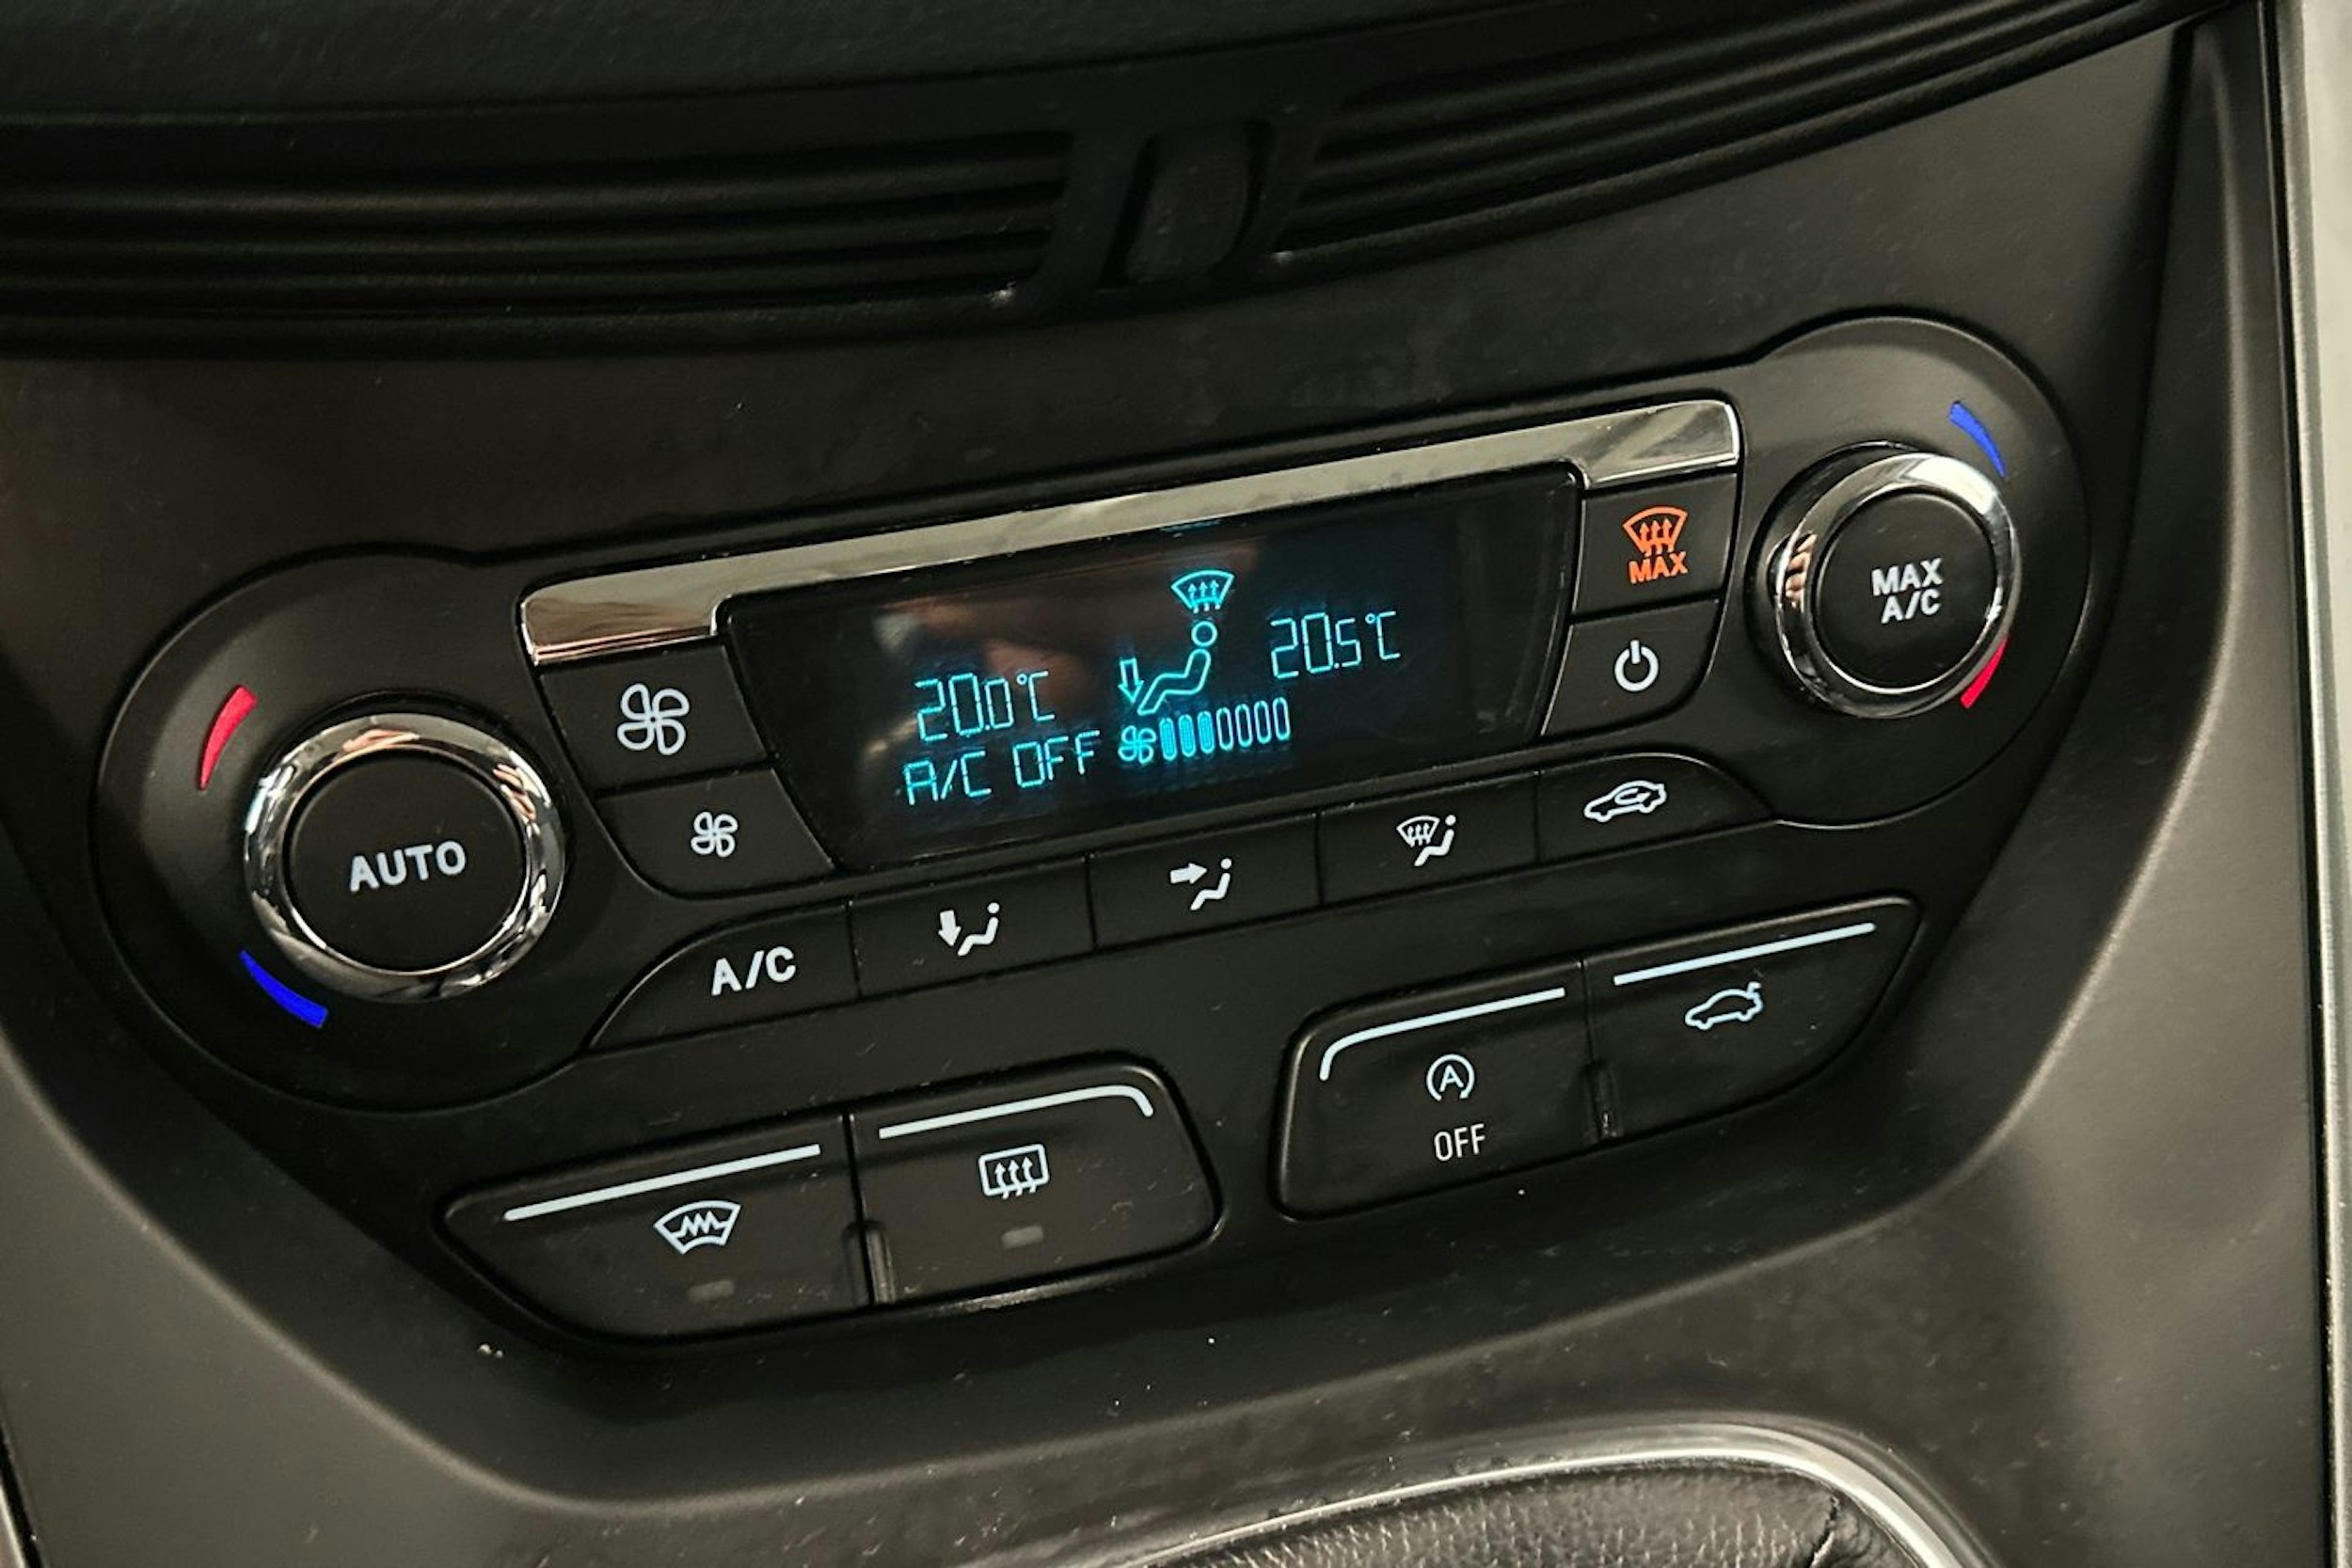 MAX
MAX
A/C
20.0°C
20.5°C
A/C OFF
AUTO
A/C
A
OFF